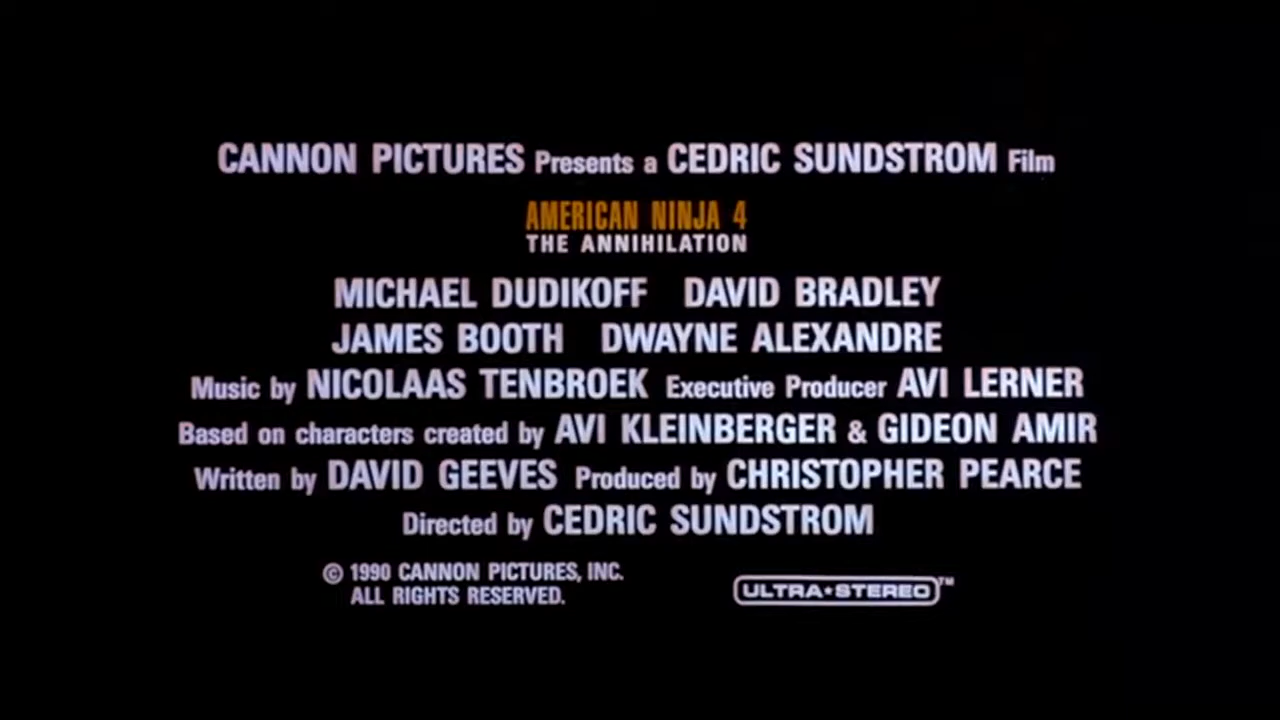 CANNON PICTURES Presents a CEDRIC SUNDSTROM Film
AMERICAN NINJA 4
THE ANNIHILATION
MICHAEL DUDIKOFF DAVID BRADLEY
JAMES BOOTH DWAYNE ALEXANDRE
Music by NICOLAAS TENBROEK Executive Producer AVI LERNER
Based on characters created by AVI KLEINBERGER & GIDEON AMIR
Written by DAVID GEEVES Produced by CHRISTOPHER PEARCE
Directed by CEDRIC SUNDSTROM
© 1990 CANNON PICTURES, INC.
ALL RIGHTS RESERVED.
ULTRA★STEREO™